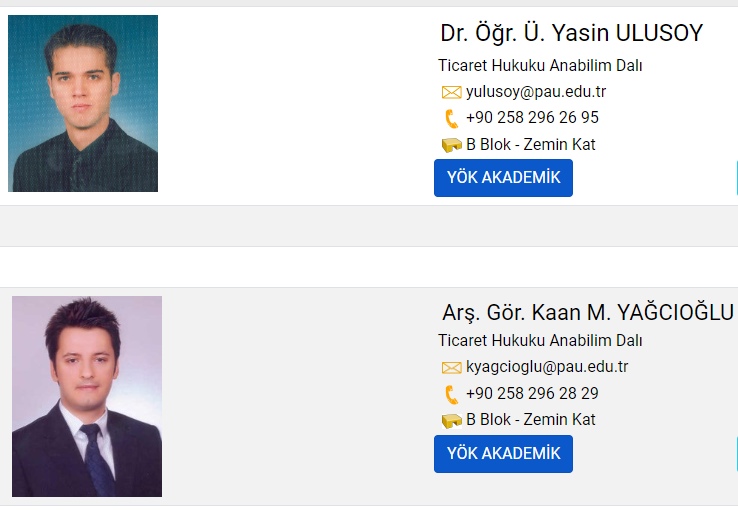 Dr. Öğr. Ü. Yasin ULUSOY
Ticaret Hukuku Anabilim Dalı
yulusoy@pau.edu.tr
+90 258 296 26 95
B Blok - Zemin Kat
YÖK AKADEMİK
Arş. Gör. Kaan M. YAĞCIOĞLU
Ticaret Hukuku Anabilim Dalı
kyagcioglu@pau.edu.tr
+90 258 296 28 29
B Blok - Zemin Kat
YÖK AKADEMİK